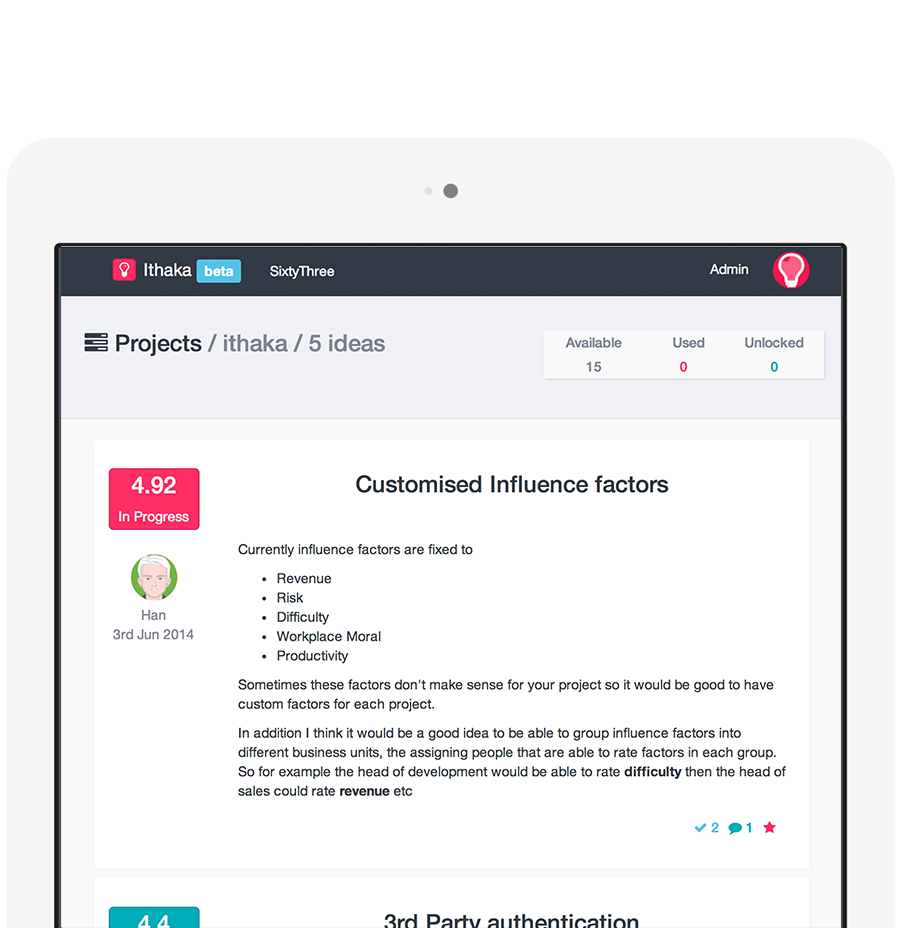 Ithaka beta SixtyThree Admin
Projects / ithaka / 5 ideas
Available Used Unlocked
15 0 0
4.92
In Progress
Customised Influence factors
Han
3rd Jun 2014
Currently influence factors are fixed to
• Revenue
• Risk
• Difficulty
• Workplace Moral
• Productivity
Sometimes these factors don't make sense for your project so it would be good to have
custom factors for each project.
In addition I think it would be a good idea to be able to group influence factors into
different business units, the assigning people that are able to rate factors in each group.
So for example the head of development would be able to rate difficulty then the head of
sales could rate revenue etc
2 1
4.4
3rd Party authentication